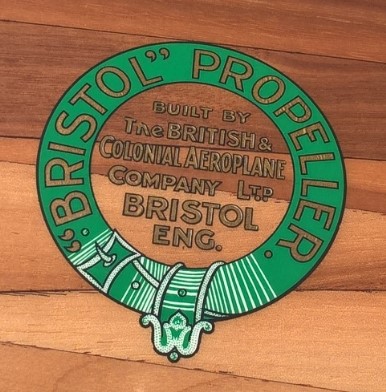 "BRISTOL" PROPELLER.
BUILT BY
The BRITISH &
COLONIAL AEROPLANE
COMPANY LTD
BRISTOL
ENG.